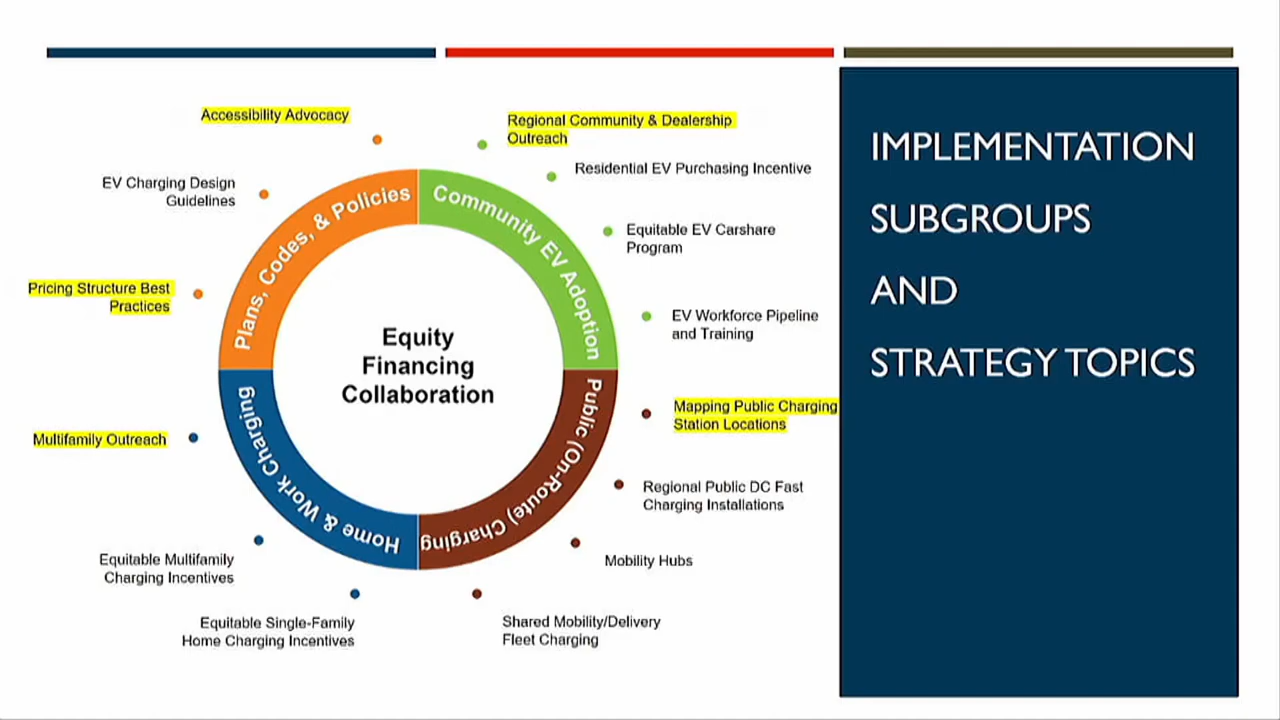 Accessibility Advocacy
EV Charging Design
Guidelines
Pricing Structure Best
Practices
Multifamily Outreach
Equitable Multifamily
Charging Incentives
Equitable Single-Family
Home Charging Incentives
Plans, Codes, & Policies
Community EV Adoption
Home & Work Charging
Public (On-Route) Charging
Equity
Financing
Collaboration
Regional Community & Dealership
Outreach
Residential EV Purchasing Incentive
Equitable EV Carshare
Program
EV Workforce Pipeline
and Training
Mapping Public Charging
Station Locations
Regional Public DC Fast
Charging Installations
Mobility Hubs
Shared Mobility/Delivery
Fleet Charging
IMPLEMENTATION
SUBGROUPS
AND
STRATEGY TOPICS